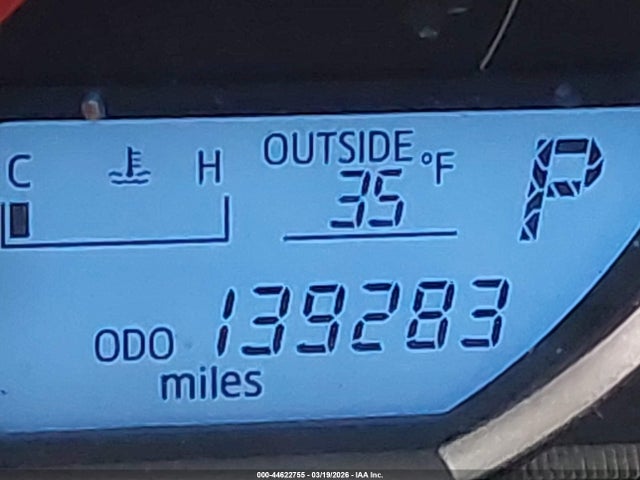 OUTSIDE
C H 35 °F P
ODO 139283
miles
000-44622755 - 03/19/2026 - IAA Inc.